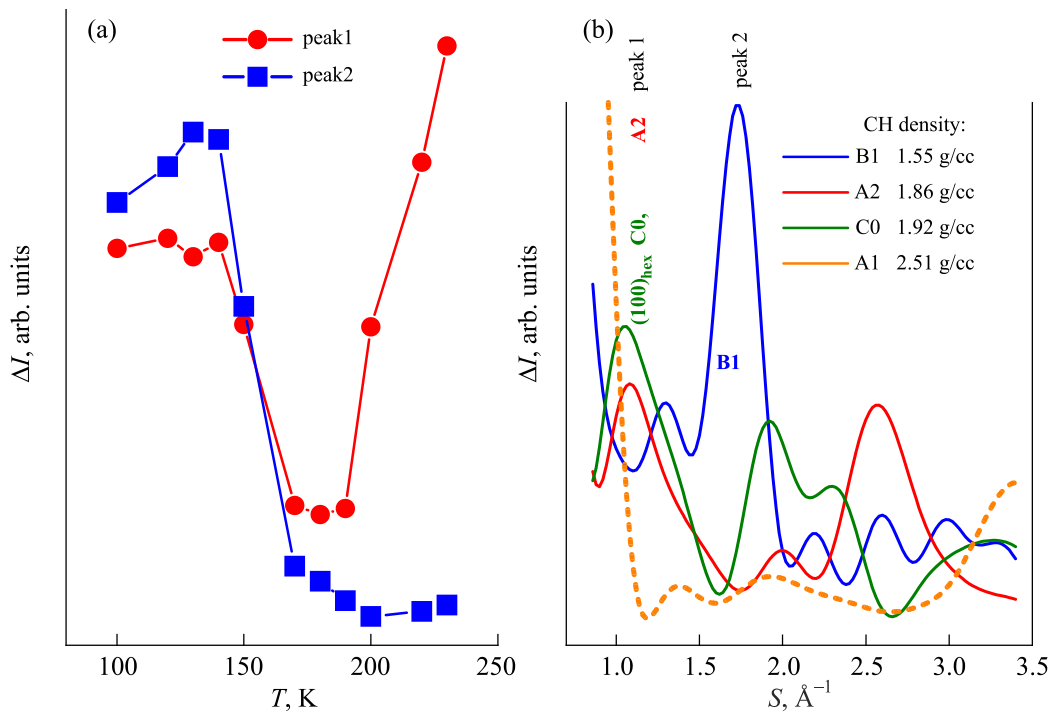 (a)
peak1
peak2
ΔI, arb. units
100
150
200
250
T, K
(b)
peak 1
peak 2
A2
(100)hex C0,
B1
CH density:
B1 1.55 g/cc
A2 1.86 g/cc
C0 1.92 g/cc
A1 2.51 g/cc
ΔI, arb. units
1.0
1.5
2.0
2.5
3.0
3.5
S, Å⁻¹